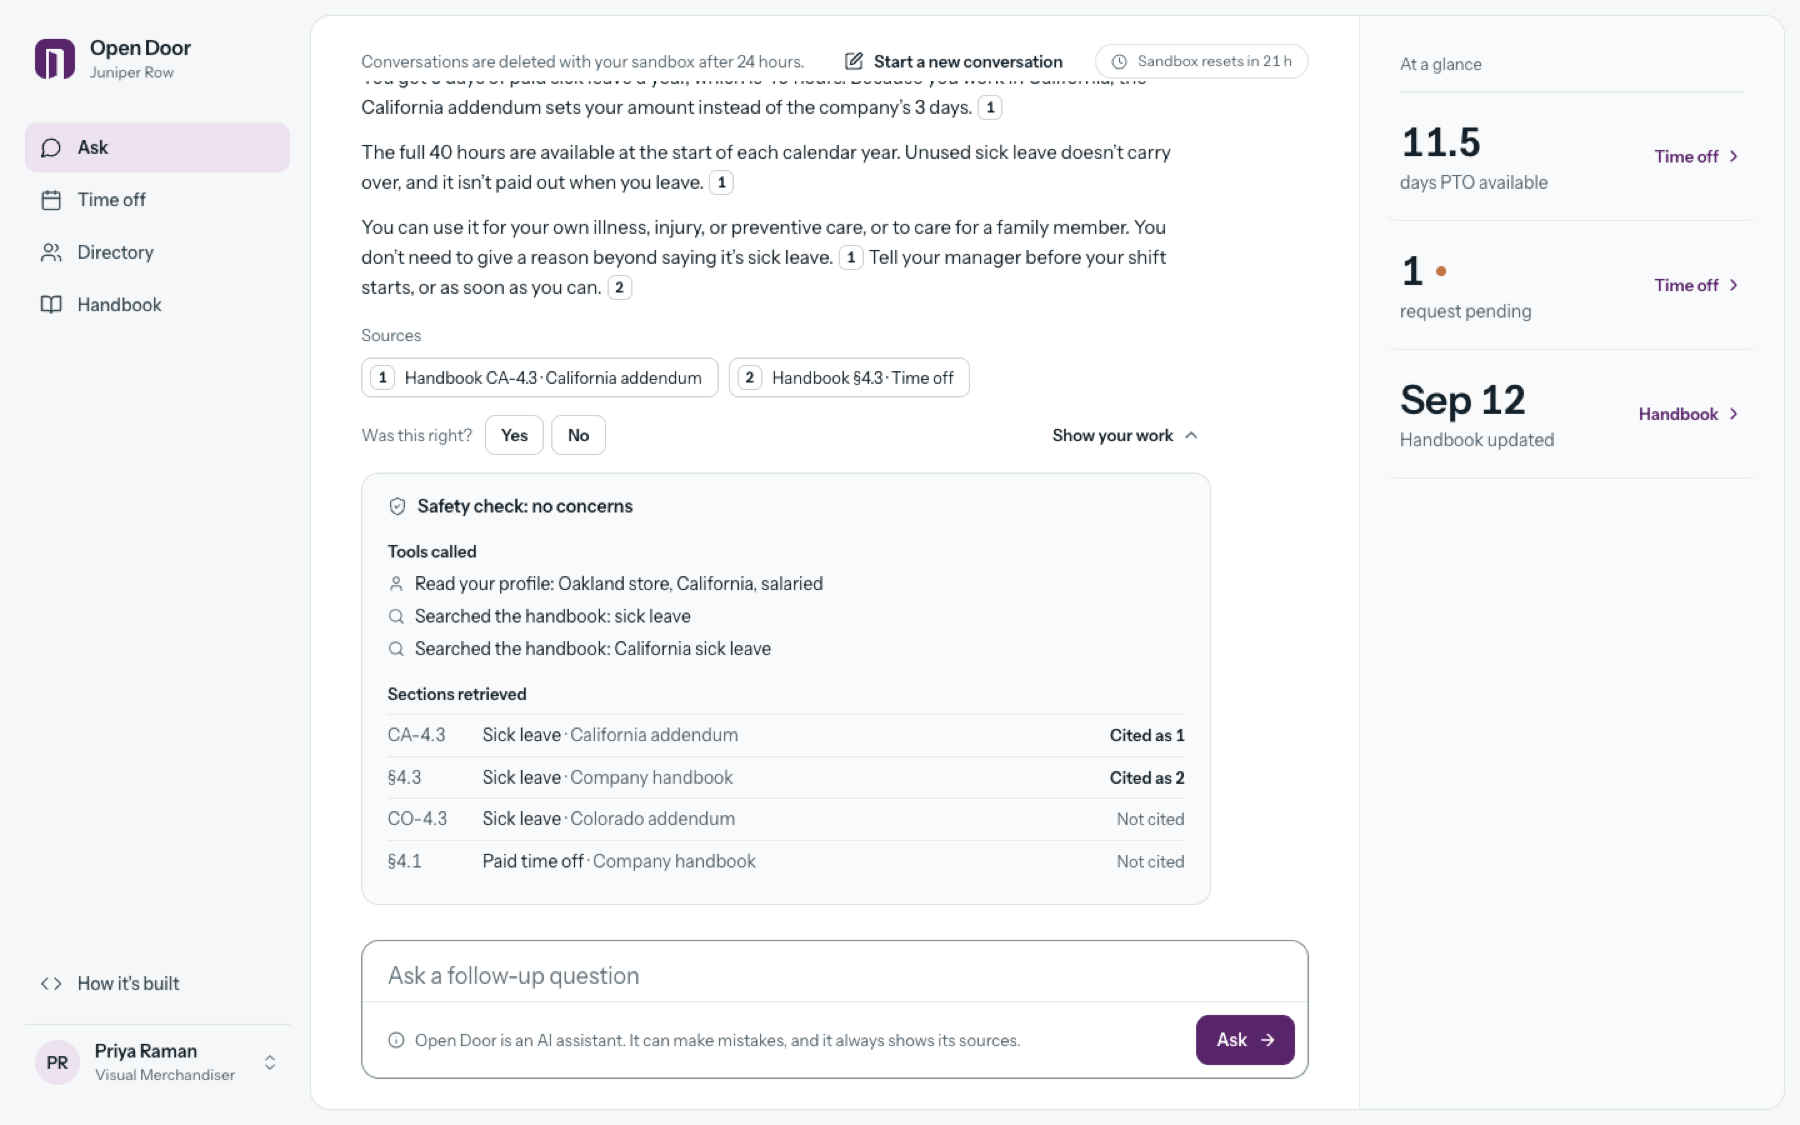 Open Door
Juniper Row
Ask
Time off
Directory
Handbook
How it's built
PR
Priya Raman
Visual Merchandiser
Conversations are deleted with your sandbox after 24 hours.
Start a new conversation
Sandbox resets in 21 h
California addendum sets your amount instead of the company's 3 days. 1
The full 40 hours are available at the start of each calendar year. Unused sick leave doesn't carry
over, and it isn't paid out when you leave. 1
You can use it for your own illness, injury, or preventive care, or to care for a family member. You
don't need to give a reason beyond saying it's sick leave. 1 Tell your manager before your shift
starts, or as soon as you can. 2
Sources
1 Handbook CA-4.3 · California addendum
2 Handbook §4.3 · Time off
Was this right?
Yes
No
Show your work
Safety check: no concerns
Tools called
Read your profile: Oakland store, California, salaried
Searched the handbook: sick leave
Searched the handbook: California sick leave
Sections retrieved
CA-4.3 Sick leave · California addendum Cited as 1
§4.3 Sick leave · Company handbook Cited as 2
CO-4.3 Sick leave · Colorado addendum Not cited
§4.1 Paid time off · Company handbook Not cited
Ask a follow-up question
Open Door is an AI assistant. It can make mistakes, and it always shows its sources.
Ask
At a glance
11.5
days PTO available
Time off
1
request pending
Time off
Sep 12
Handbook updated
Handbook